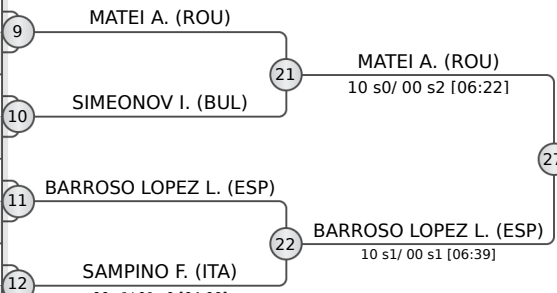 MATEI A. (ROU)
9
MATEI A. (ROU)
21
10 s0/ 00 s2 [06:22]
SIMEONOV I. (BUL)
10
27
BARROSO LOPEZ L. (ESP)
11
BARROSO LOPEZ L. (ESP)
22
10 s1/ 00 s1 [06:39]
SAMPINO F. (ITA)
12